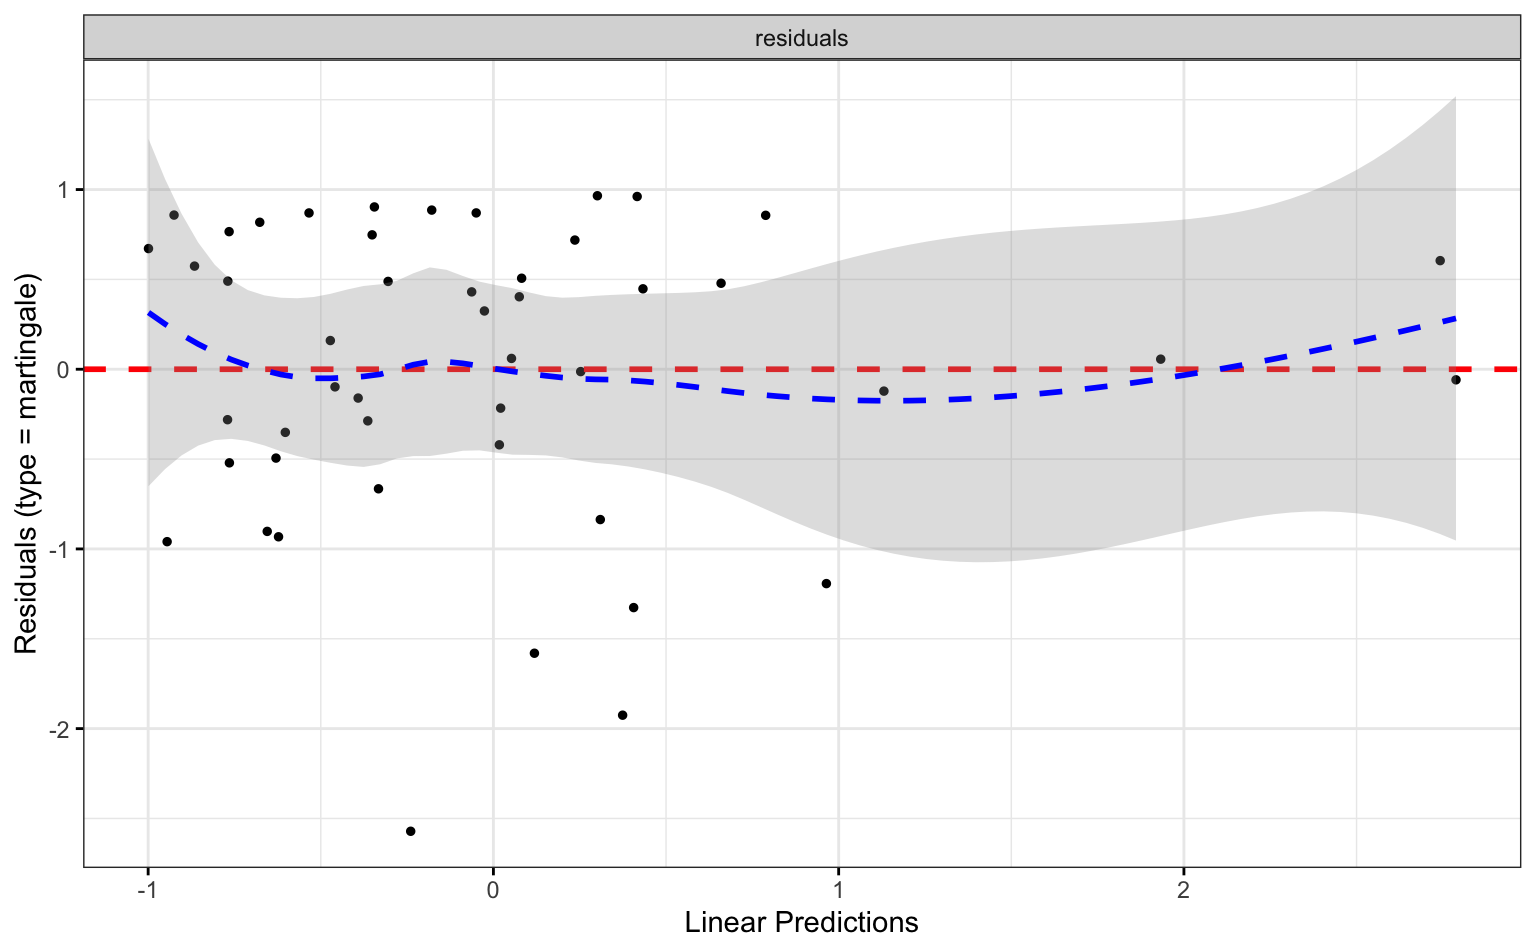 residuals
1
0
-1
-2
-1
0
1
2
Linear Predictions
Residuals (type = martingale)